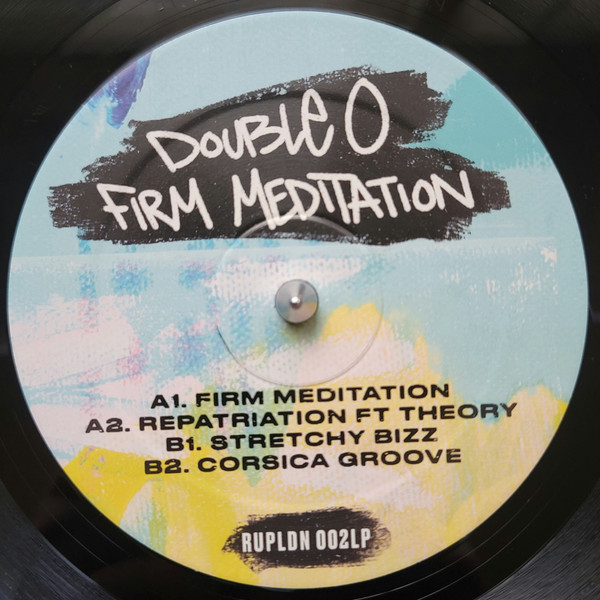 DOUBLE O
FIRM MEDITATION
A1. FIRM MEDITATION
A2. REPATRIATION FT THEORY
B1. STRETCHY BIZZ
B2. CORSICA GROOVE
RUPLDN 002LP